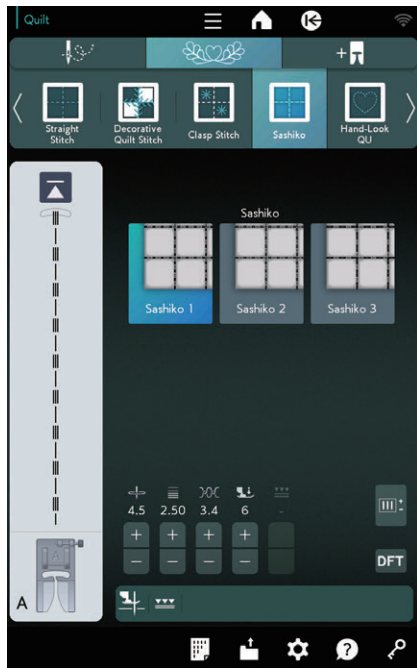 Quilt
Straight
Stitch
Decorative
Quilt Stitch
Clasp Stitch
Sashiko
Hand-Look
QU
Sashiko
Sashiko 1
Sashiko 2
Sashiko 3
4.5 2.50 3.4 6 -
+ + + +
− − − −
DFT
A
A